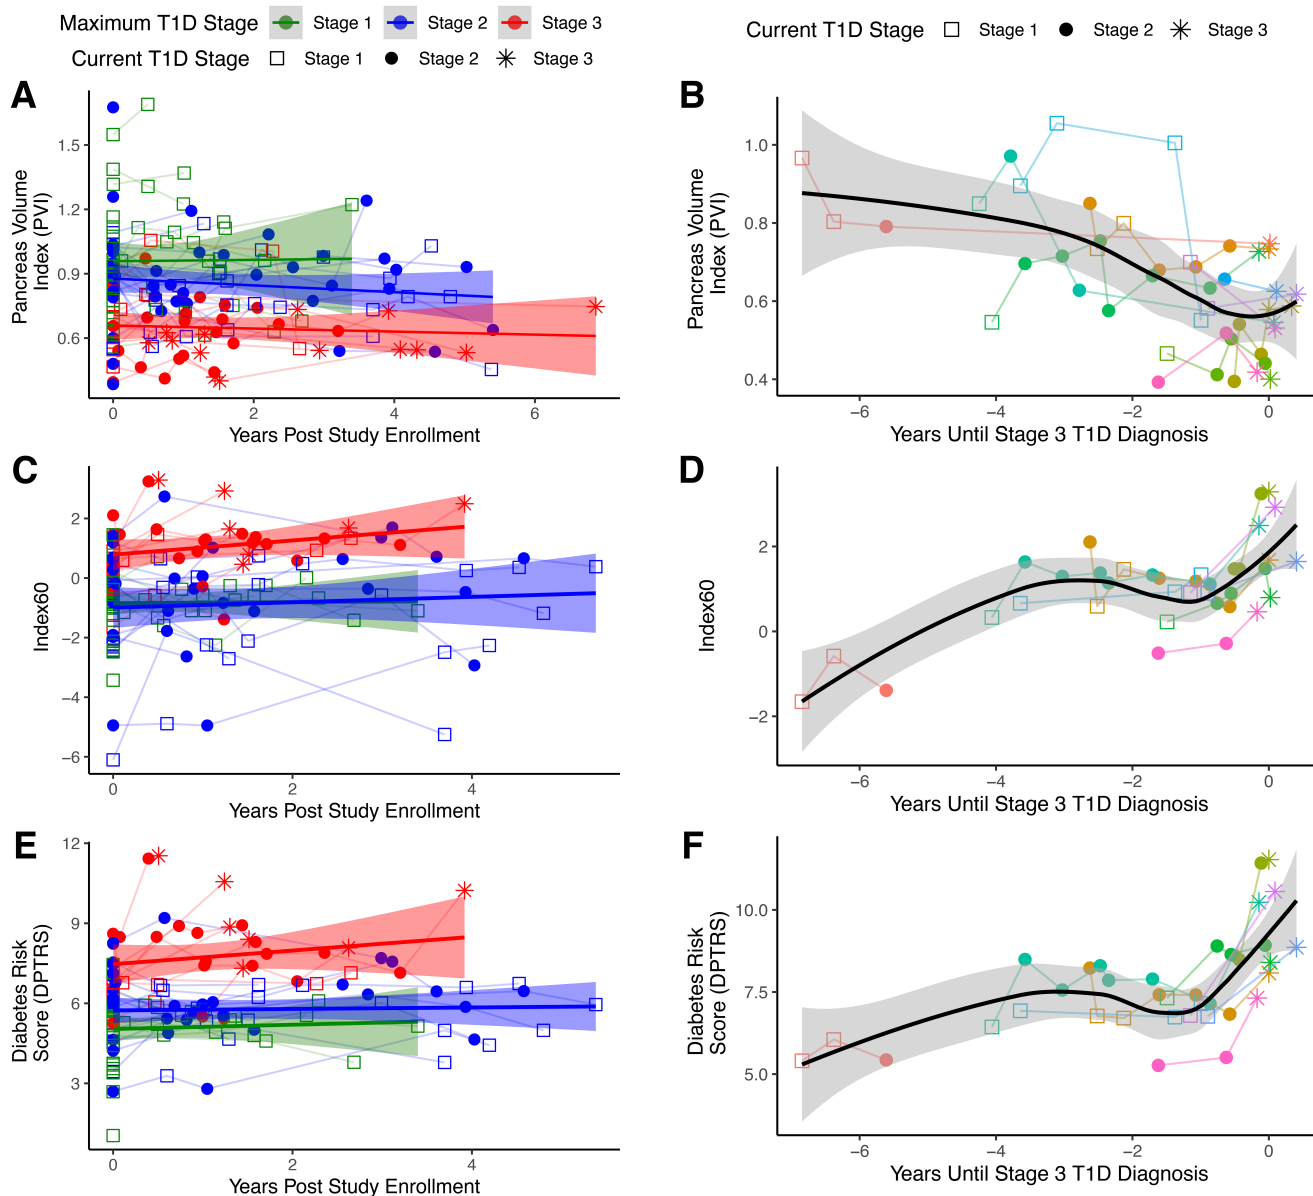 Maximum T1D Stage Stage 1 Stage 2 Stage 3
Current T1D Stage Stage 1 Stage 2 Stage 3
Current T1D Stage Stage 1 Stage 2 Stage 3
A
Pancreas Volume
Index (PVI)
1.5
1.2
0.9
0.6
0 2 4 6
Years Post Study Enrollment
B
Pancreas Volume
Index (PVI)
1.0
0.8
0.6
0.4
−6 −4 −2 0
Years Until Stage 3 T1D Diagnosis
C
Index60
2
0
−2
−4
−6
0 2 4
Years Post Study Enrollment
D
Index60
2
0
−2
−6 −4 −2 0
Years Until Stage 3 T1D Diagnosis
E
Diabetes Risk
Score (DPTRS)
12
9
6
3
0 2 4
Years Post Study Enrollment
F
Diabetes Risk
Score (DPTRS)
10.0
7.5
5.0
−6 −4 −2 0
Years Until Stage 3 T1D Diagnosis